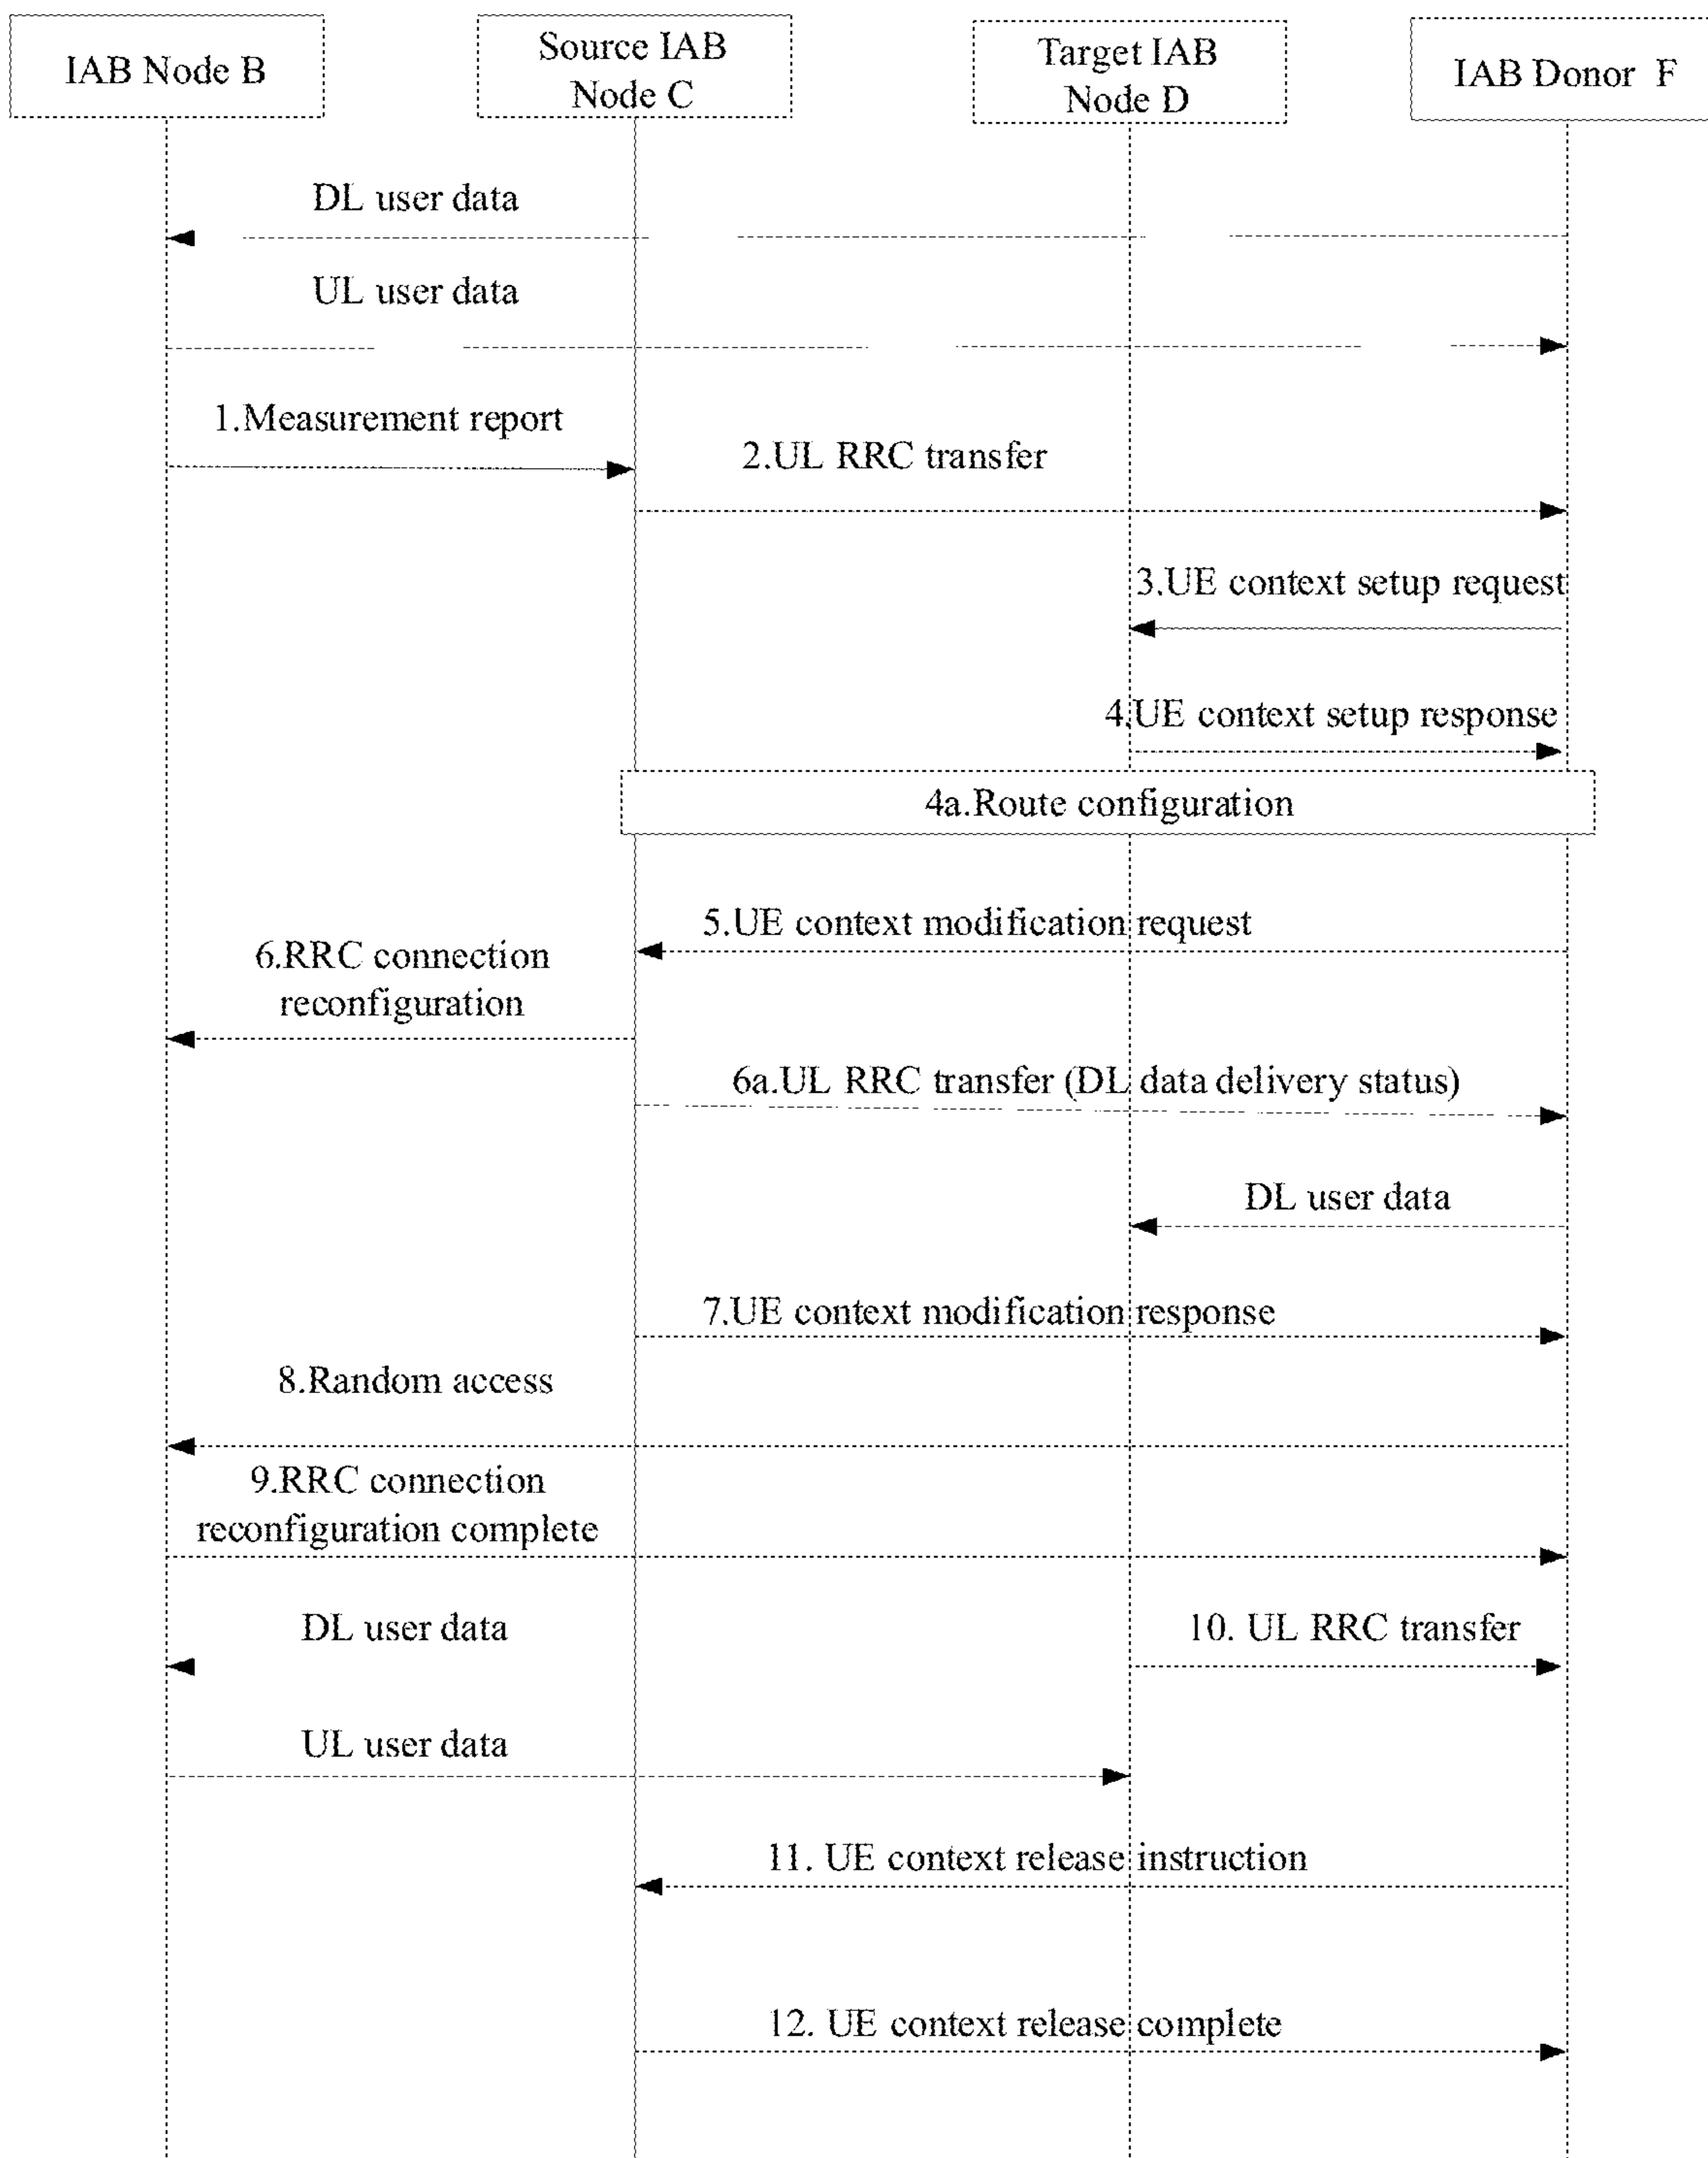 IAB Node B
Source IAB
Node C
Target IAB
Node D
IAB Donor F
DL user data
UL user data
1.Measurement report
2.UL RRC transfer
3.UE context setup request
4.UE context setup response
4a.Route configuration
5.UE context modification request
6.RRC connection
reconfiguration
6a.UL RRC transfer (DL data delivery status)
DL user data
7.UE context modification response
8.Random access
9.RRC connection
reconfiguration complete
DL user data
10. UL RRC transfer
UL user data
11. UE context release instruction
12. UE context release complete